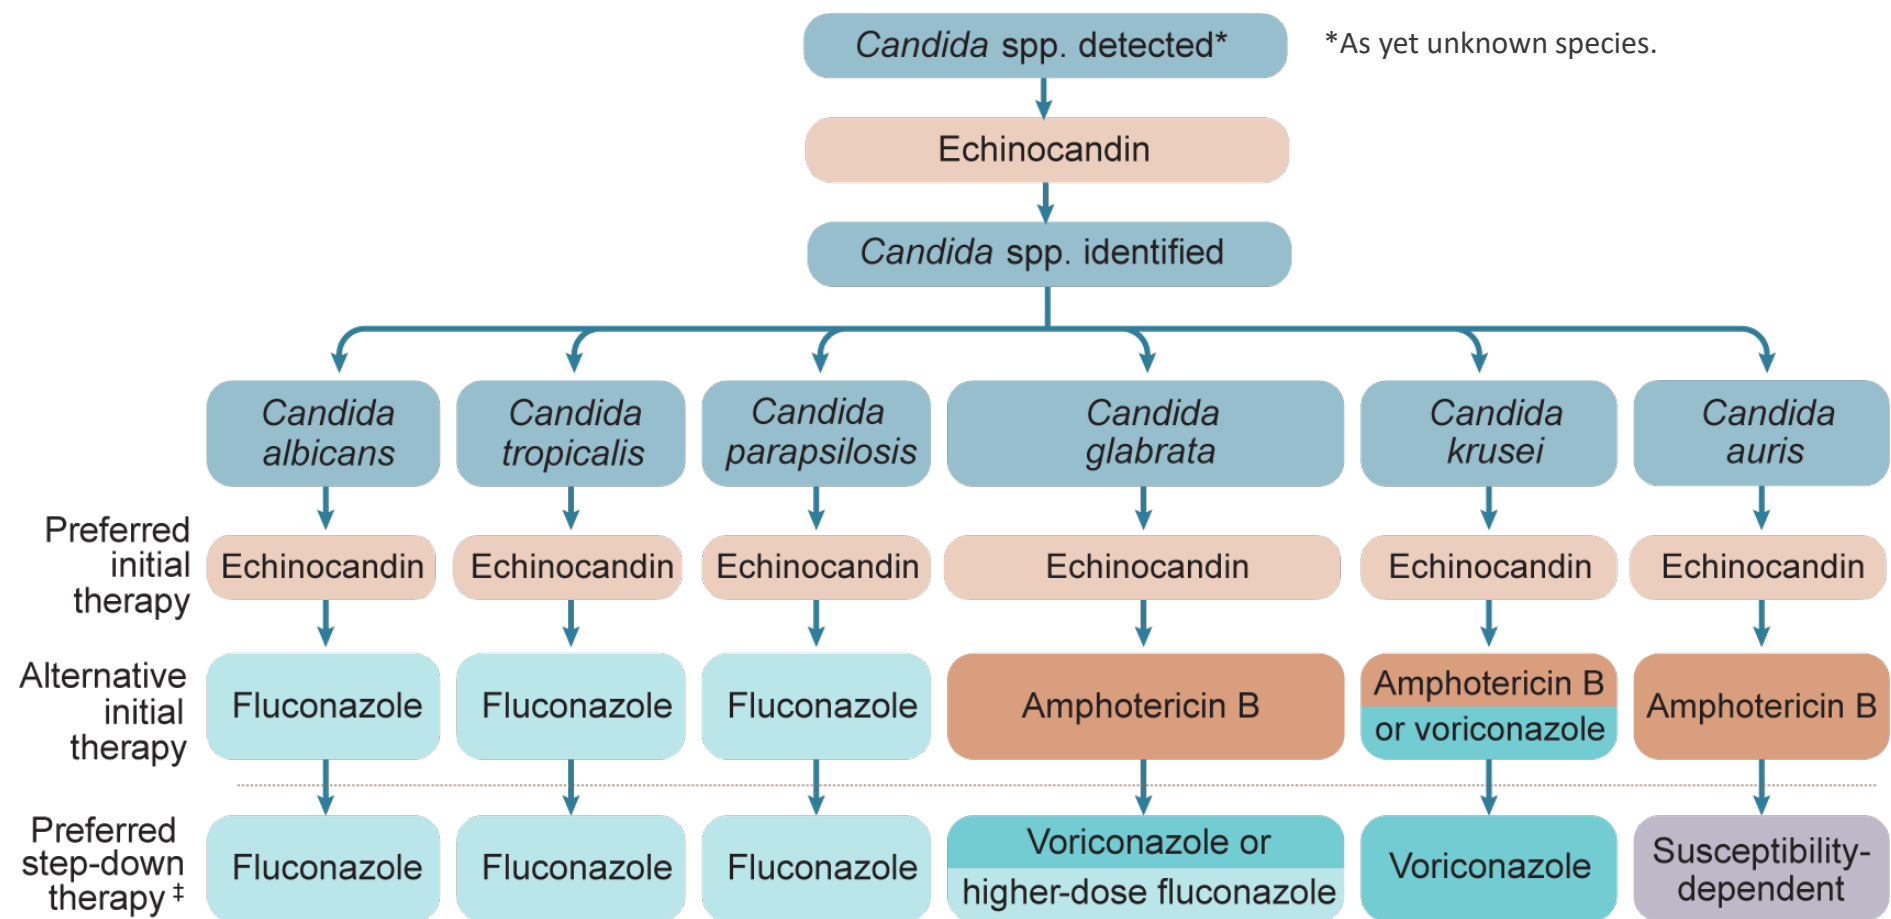 Candida spp. detected*
*As yet unknown species.
Echinocandin
Candida spp. identified
Candida
albicans
Candida
tropicalis
Candida
parapsilosis
Candida
glabrata
Candida
krusei
Candida
auris
Preferred
initial
therapy
Echinocandin
Echinocandin
Echinocandin
Echinocandin
Echinocandin
Echinocandin
Alternative
initial
therapy
Fluconazole
Fluconazole
Fluconazole
Amphotericin B
Amphotericin B
or voriconazole
Amphotericin B
Preferred
step-down
therapy ‡
Fluconazole
Fluconazole
Fluconazole
Voriconazole or
higher-dose fluconazole
Voriconazole
Susceptibility-
dependent